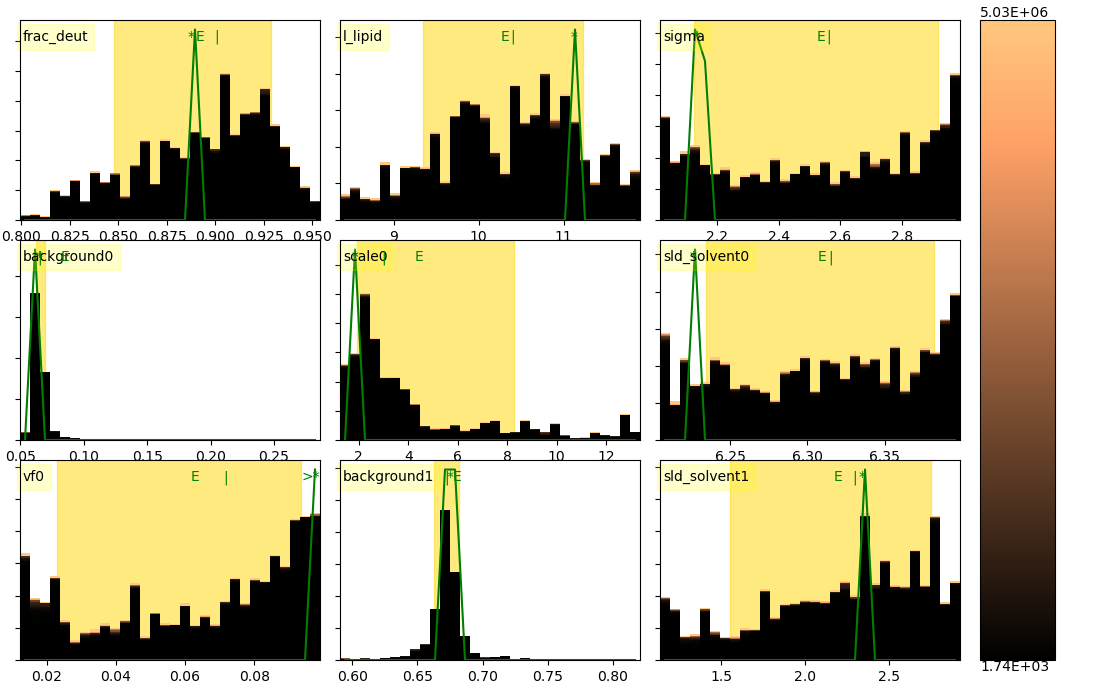 5.03E+06
frac_deut *E |
l_lipid E| *
sigma E|
0.800 0.825 0.850 0.875 0.900 0.925 0.950
9 10 11
2.2 2.4 2.6 2.8
background0 E
scale0 | E
sld_solvent0 E|
0.05 0.10 0.15 0.20 0.25
2 4 6 8 10 12
6.25 6.30 6.35
vf0 E | >*
background1 |*E
sld_solvent1 E |*
0.02 0.04 0.06 0.08
0.60 0.65 0.70 0.75 0.80
1.5 2.0 2.5
1.74E+03